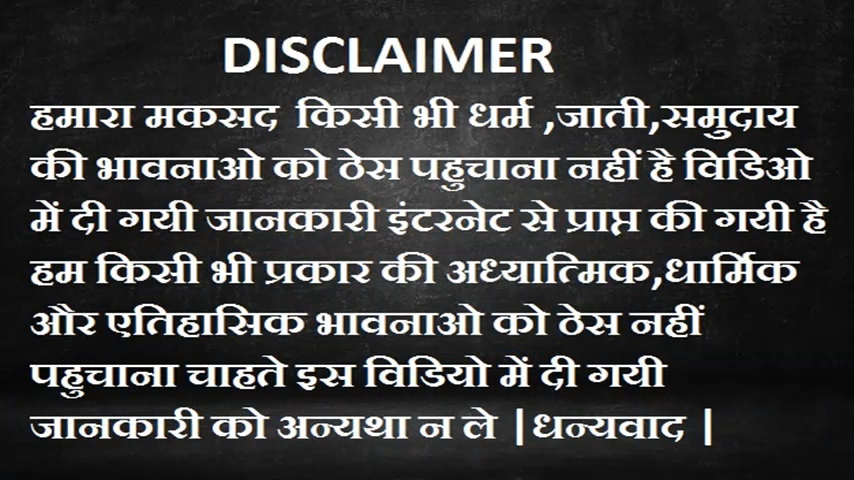 DISCLAIMER
हमारा मकसद किसी भी धर्म ,जाती,समुदाय
की भावनाओ को ठेस पहुचाना नहीं है विडिओ
में दी गयी जानकारी इंटरनेट से प्राप्त की गयी है
हम किसी भी प्रकार की अध्यात्मिक,धार्मिक
और एतिहासिक भावनाओ को ठेस नहीं
पहुचाना चाहते इस विडियो में दी गयी
जानकारी को अन्यथा न ले |धन्यवाद |